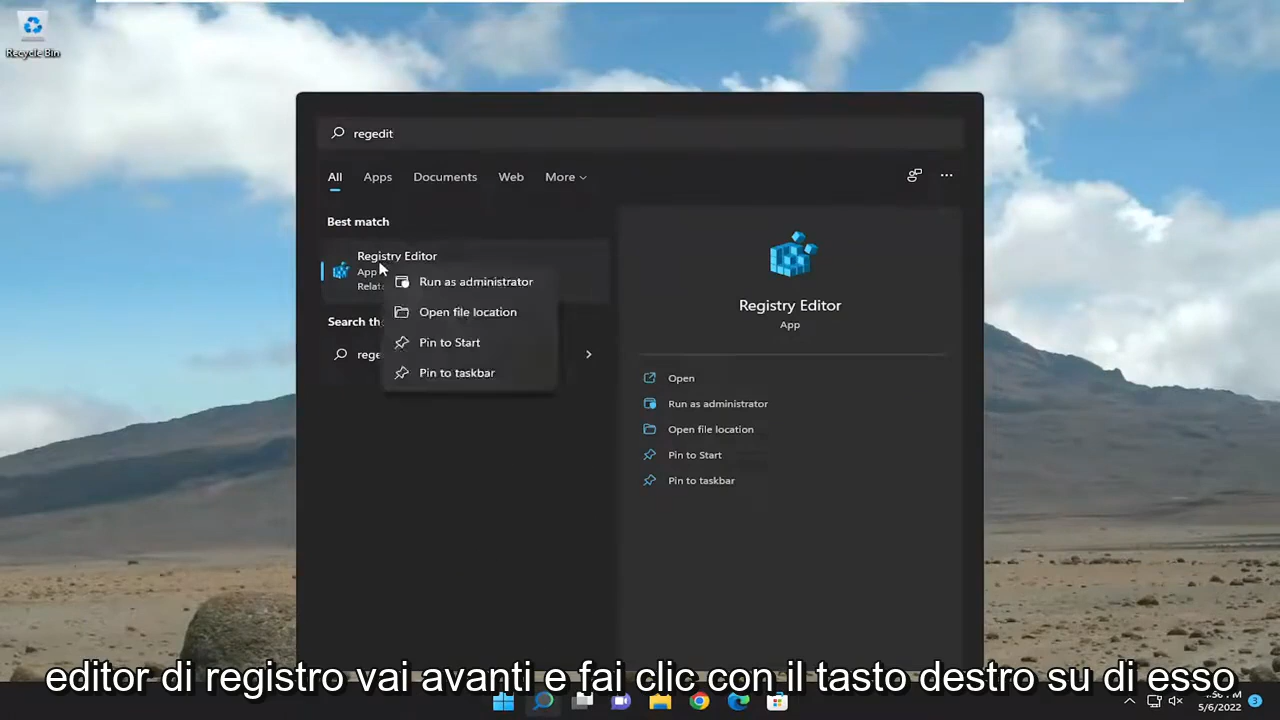 Recycle Bin
regedit
All Apps Documents Web More
Best match
Registry Editor
App
Run as administrator
Open file location
Pin to Start
Pin to taskbar
Registry Editor
App
Open
Run as administrator
Open file location
Pin to Start
Pin to taskbar
editor di registro vai avanti e fai clic con il tasto destro su di esso
5/6/2022
3